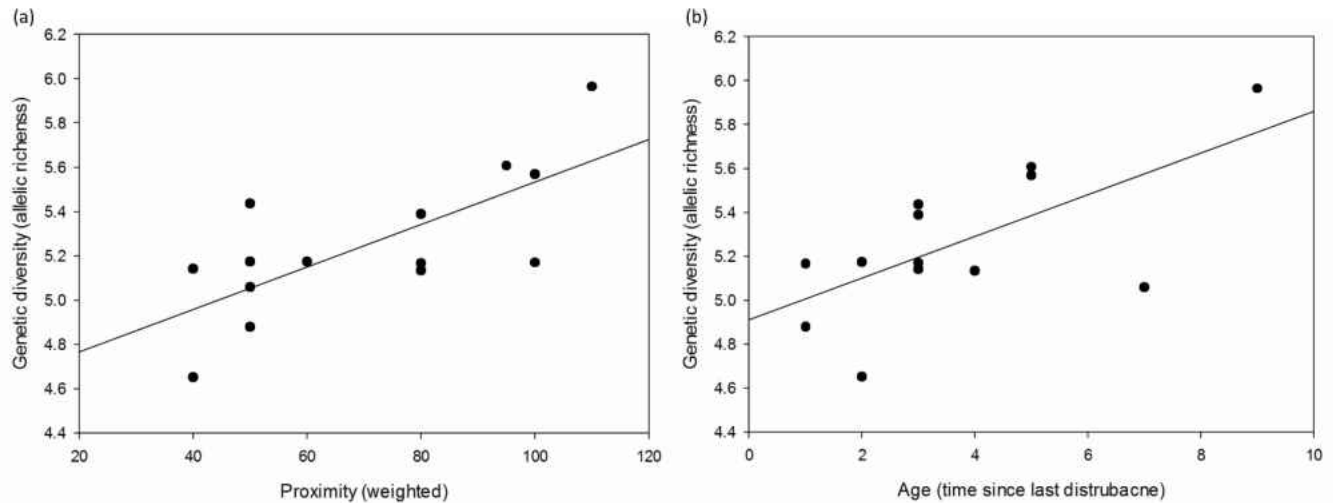 (a)
6.2
6.0
5.8
5.6
5.4
5.2
5.0
4.8
4.6
4.4
Genetic diversity (allelic richenss)
20 40 60 80 100 120
Proximity (weighted)
(b)
6.2
6.0
5.8
5.6
5.4
5.2
5.0
4.8
4.6
4.4
Genetic diversity (allelic richness)
0 2 4 6 8 10
Age (time since last distrubacne)